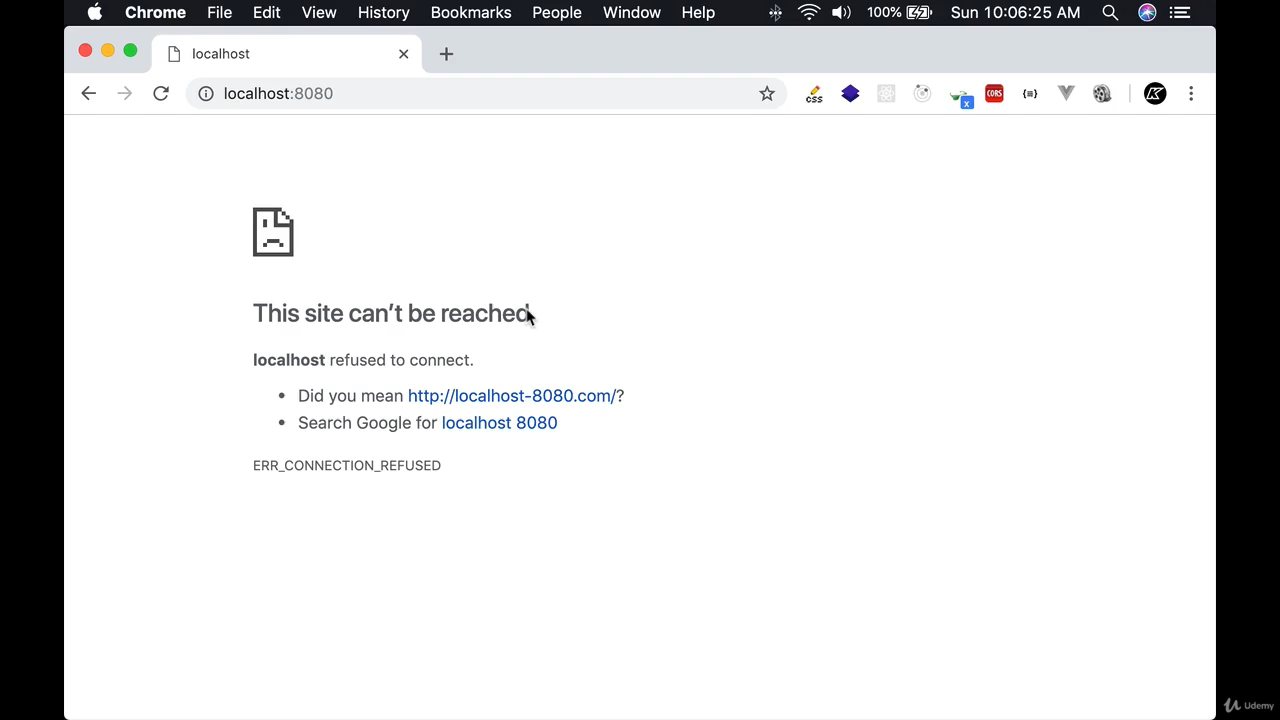 Chrome File Edit View History Bookmarks People Window Help 100% Sun 10:06:25 AM
localhost
localhost:8080
css
x
CORS
{≡}
This site can’t be reached
localhost refused to connect.
• Did you mean http://localhost-8080.com/?
• Search Google for localhost 8080
ERR_CONNECTION_REFUSED
Udemy